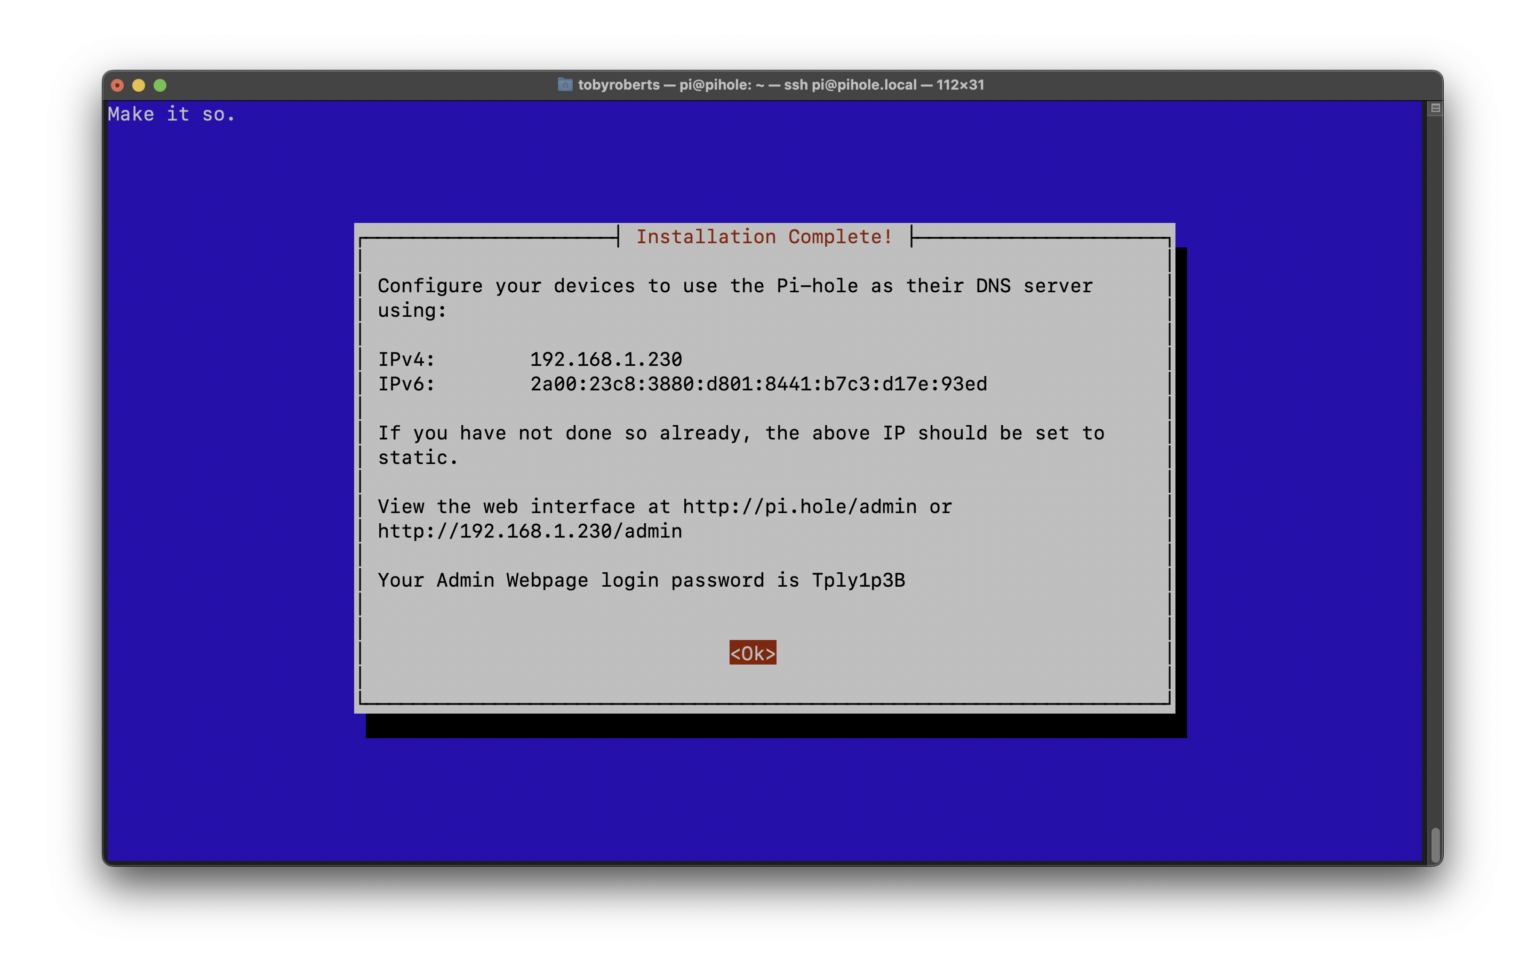 tobyroberts — pi@pihole: ~ — ssh pi@pihole.local — 112×31
Make it so.
Installation Complete!
Configure your devices to use the Pi-hole as their DNS server
using:
IPv4: 192.168.1.230
IPv6: 2a00:23c8:3880:d801:8441:b7c3:d17e:93ed
If you have not done so already, the above IP should be set to
static.
View the web interface at http://pi.hole/admin or
http://192.168.1.230/admin
Your Admin Webpage login password is Tply1p3B
<Ok>